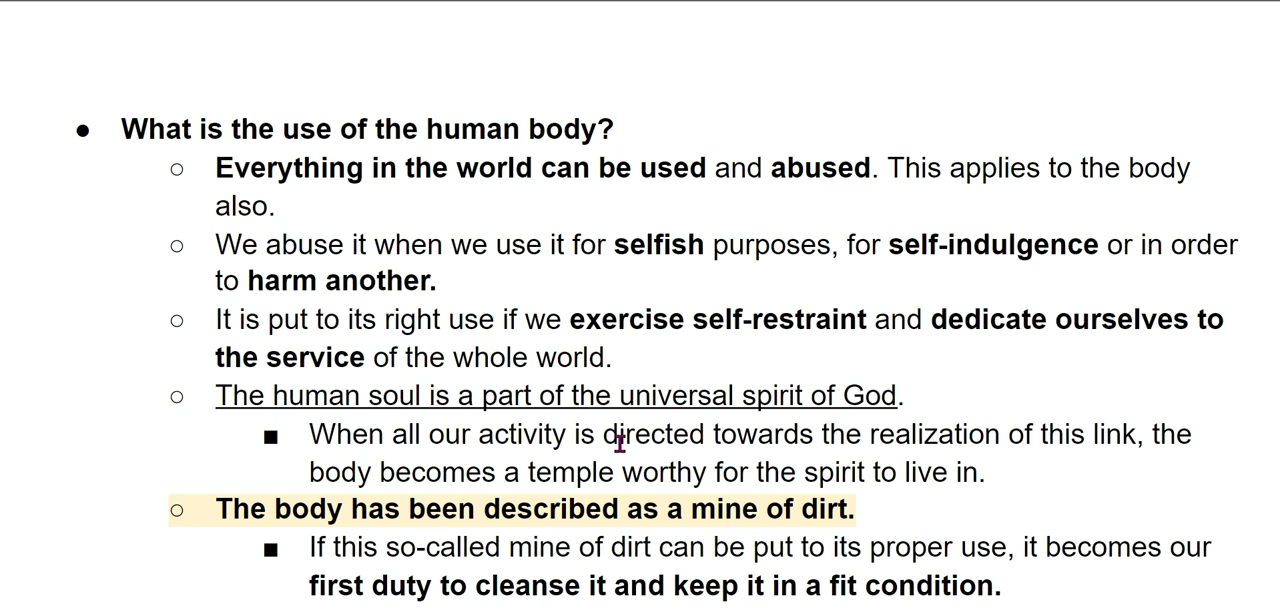 ● What is the use of the human body?
○ Everything in the world can be used and abused. This applies to the body
also.
○ We abuse it when we use it for selfish purposes, for self-indulgence or in order
to harm another.
○ It is put to its right use if we exercise self-restraint and dedicate ourselves to
the service of the whole world.
○ The human soul is a part of the universal spirit of God.
■ When all our activity is directed towards the realization of this link, the
body becomes a temple worthy for the spirit to live in.
○ The body has been described as a mine of dirt.
■ If this so-called mine of dirt can be put to its proper use, it becomes our
first duty to cleanse it and keep it in a fit condition.